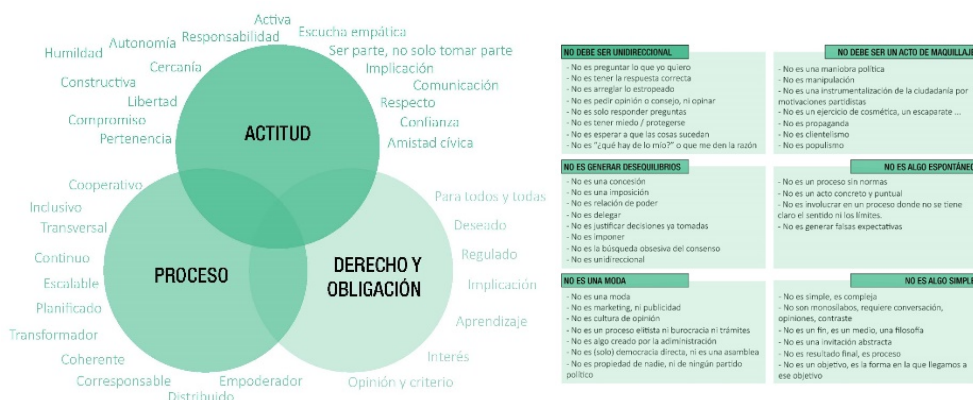 Activa
Responsabilidad
Escucha empática
Autonomía
Humildad
Ser parte, no solo tomar parte
Cercanía
Implicación
Constructiva
Comunicación
Libertad
Respecto
Compromiso
Confianza
Pertenencia
Amistad cívica
ACTITUD
Cooperativo
Inclusivo
Transversal
Continuo
Escalable
Planificado
Transformador
Coherente
Corresponsable
Distribuido
Empoderador
PROCESO
Para todos y todas
Deseado
Regulado
Implicación
Aprendizaje
Interés
Opinión y criterio
DERECHO Y
OBLIGACIÓN
NO DEBE SER UNIDIRECCIONAL
- No es preguntar lo que yo quiero
- No es tener la respuesta correcta
- No es arreglar lo estropeado
- No es pedir opinión o consejo, ni opinar
- No es solo responder preguntas
- No es tener miedo / protegerse
- No es esperar a que las cosas sucedan
- No es "¿qué hay de lo mío?" o que me den la razón
NO DEBE SER UN ACTO DE MAQUILLAJE
- No es una maniobra política
- No es manipulación
- No es una instrumentalización de la ciudadanía por
motivaciones partidistas
- No es un ejercicio de cosmética, un escaparate ...
- No es propaganda
- No es clientelismo
- No es populismo
NO ES GENERAR DESEQUILIBRIOS
- No es una concesión
- No es una imposición
- No es relación de poder
- No es delegar
- No es justificar decisiones ya tomadas
- No es imponer
- No es la búsqueda obsesiva del consenso
- No es unidireccional
NO ES ALGO ESPONTÁNEO
- No es un proceso sin normas
- No es un acto concreto y puntual
- No es involucrar en un proceso donde no se tiene
claro el sentido ni los límites.
- No es generar falsas expectativas
NO ES UNA MODA
- No es una moda
- No es marketing, ni publicidad
- No es cultura de opinión
- No es un proceso elitista ni burocracia ni trámites
- No es algo creado por la adiministración
- No es (solo) democracia directa, ni es una asamblea
- No es propiedad de nadie, ni de ningún partido
político
NO ES ALGO SIMPLE
- No es simple, es compleja
- No son monosílabos, requiere conversación,
opiniones, contraste
- No es un fin, es un medio, una filosofía
- No es una invitación abstracta
- No es resultado final, es proceso
- No es un objetivo, es la forma en la que llegamos a
ese objetivo